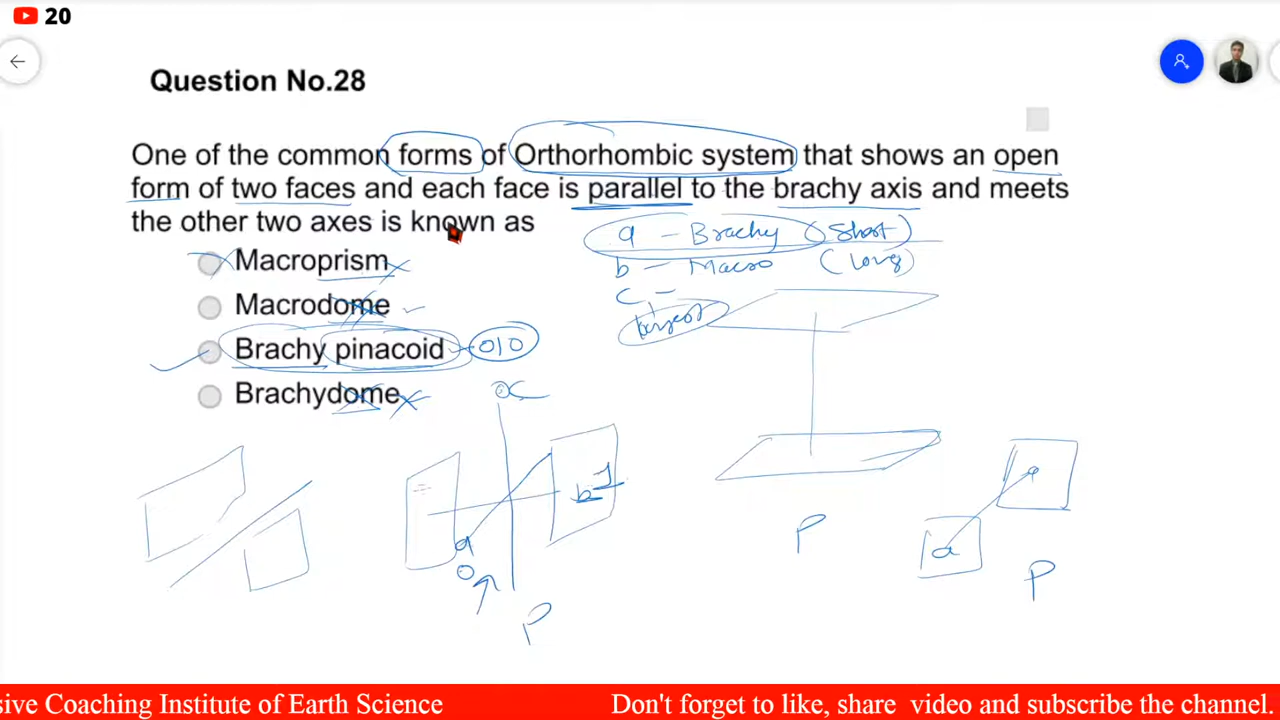 20
Question No.28
One of the common forms of Orthorhombic system that shows an open
form of two faces and each face is parallel to the brachy axis and meets
the other two axes is known as
a - Brachy (Short)
b - Macro (long)
c -
largest
Macroprism
Macrodome
Brachy pinacoid - 010
Brachydome
c
b 1
a
0
a
a
P
P
P
sive Coaching Institute of Earth Science Don't forget to like, share video and subscribe the channel.